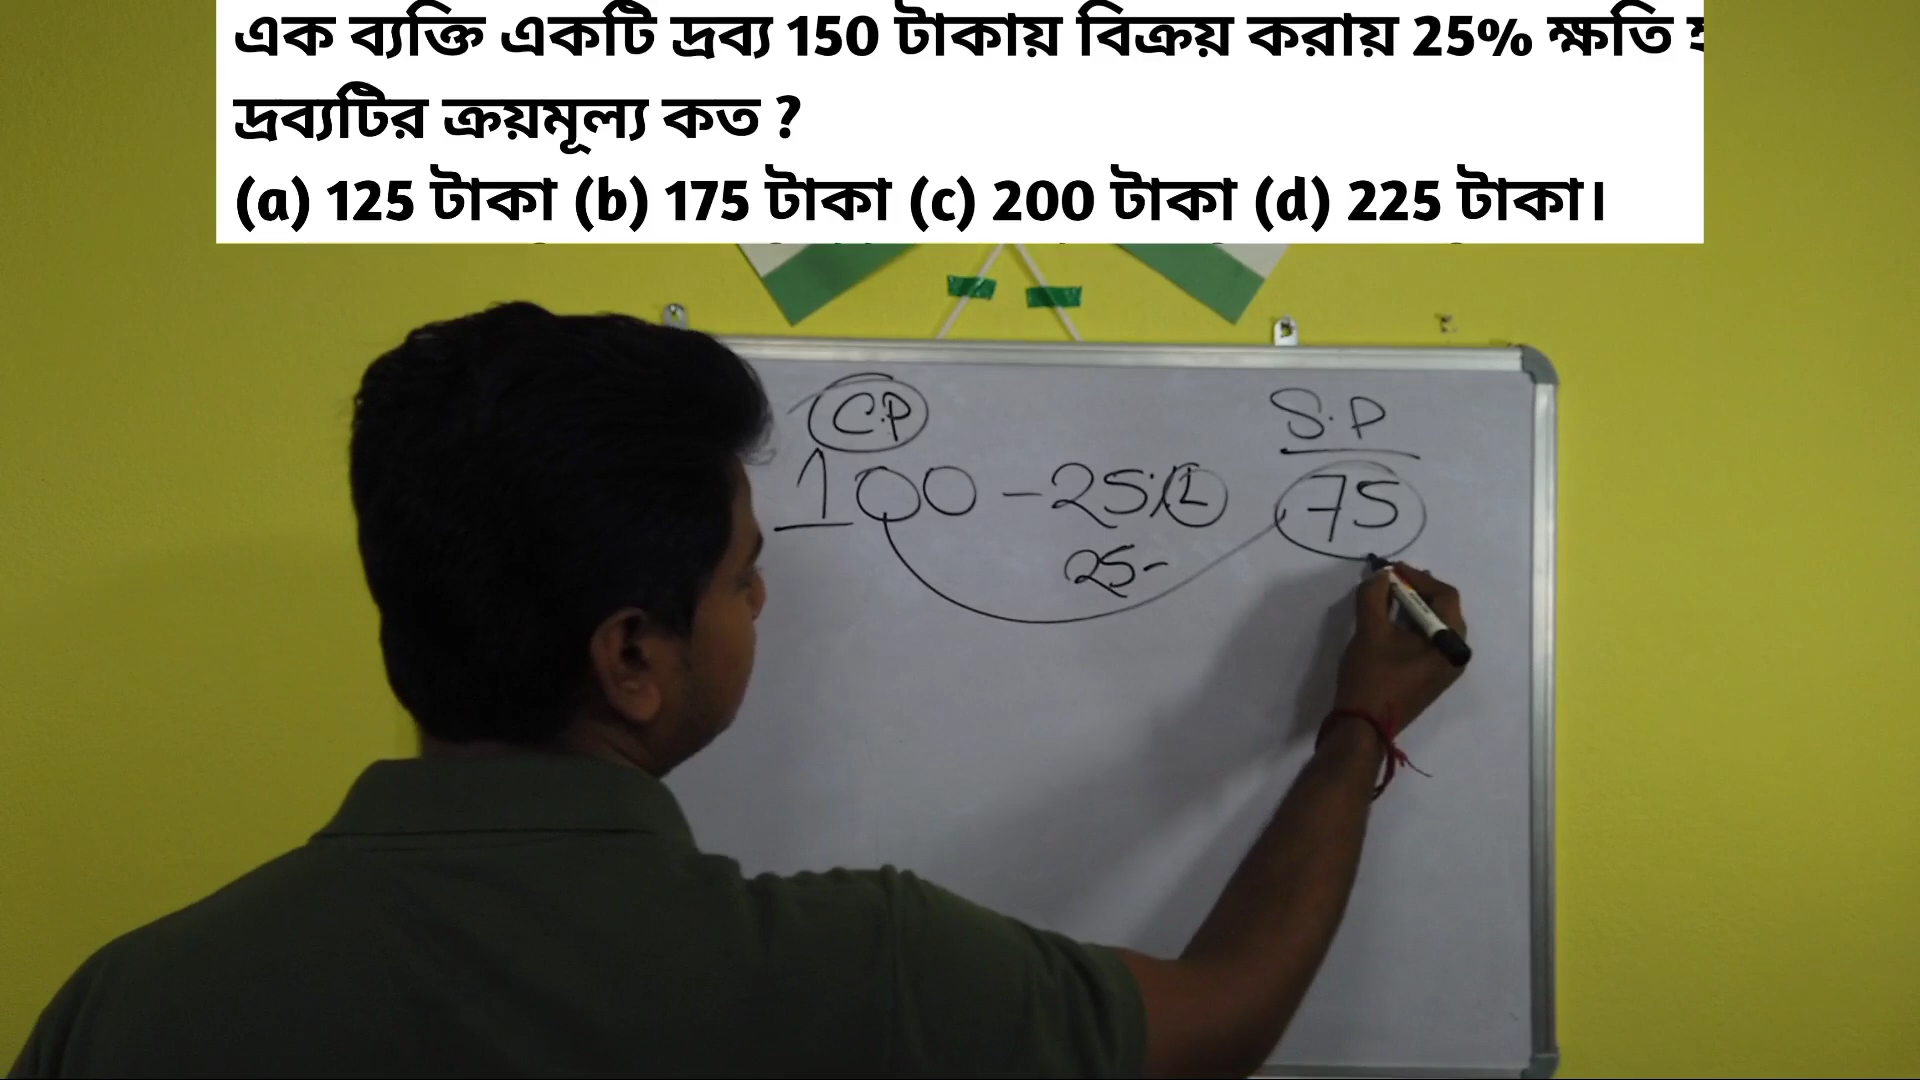 এক ব্যক্তি একটি দ্রব্য 150 টাকায় বিক্রয় করায় 25% ক্ষতি
দ্রব্যটির ক্রয়মূল্য কত ?
(a) 125 টাকা (b) 175 টাকা (c) 200 টাকা (d) 225 টাকা।
C.P S.P
100 - 25% L 75
25-